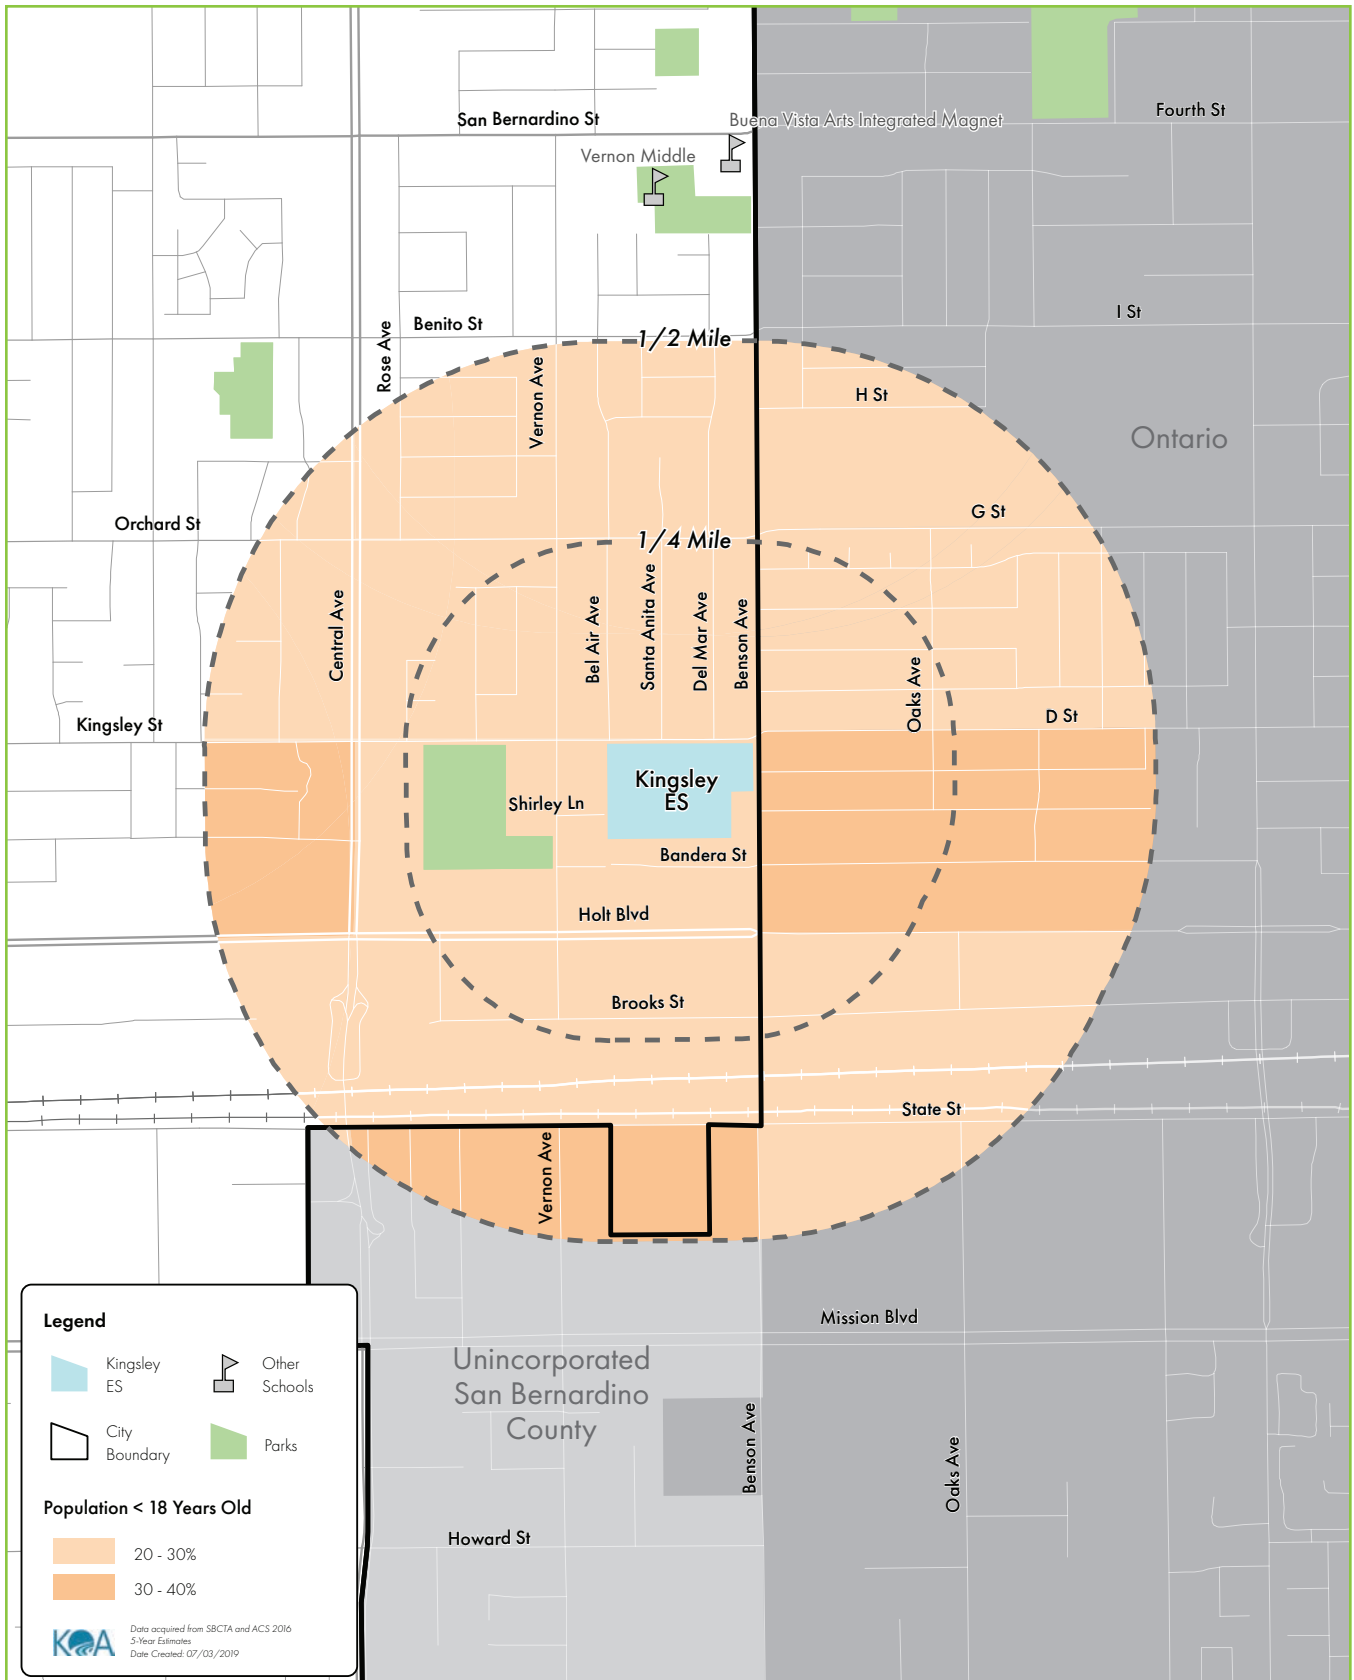 San Bernardino St
Fourth St
Buena Vista Arts Integrated Magnet
Vernon Middle
I St
Benito St
Rose Ave
1/2 Mile
Vernon Ave
H St
Ontario
G St
Orchard St
1/4 Mile
Central Ave
Bel Air Ave
Santa Anita Ave
Del Mar Ave
Benson Ave
Oaks Ave
Kingsley St
D St
Kingsley
ES
Shirley Ln
Bandera St
Holt Blvd
Brooks St
State St
Vernon Ave
Mission Blvd
Unincorporated
San Bernardino
County
Benson Ave
Oaks Ave
Howard St
Legend
Kingsley
ES
Other
Schools
City
Boundary
Parks
Population < 18 Years Old
20 - 30%
30 - 40%
KOA
Data acquired from SBCTA and ACS 2016
5-Year Estimates
Date Created: 07/03/2019